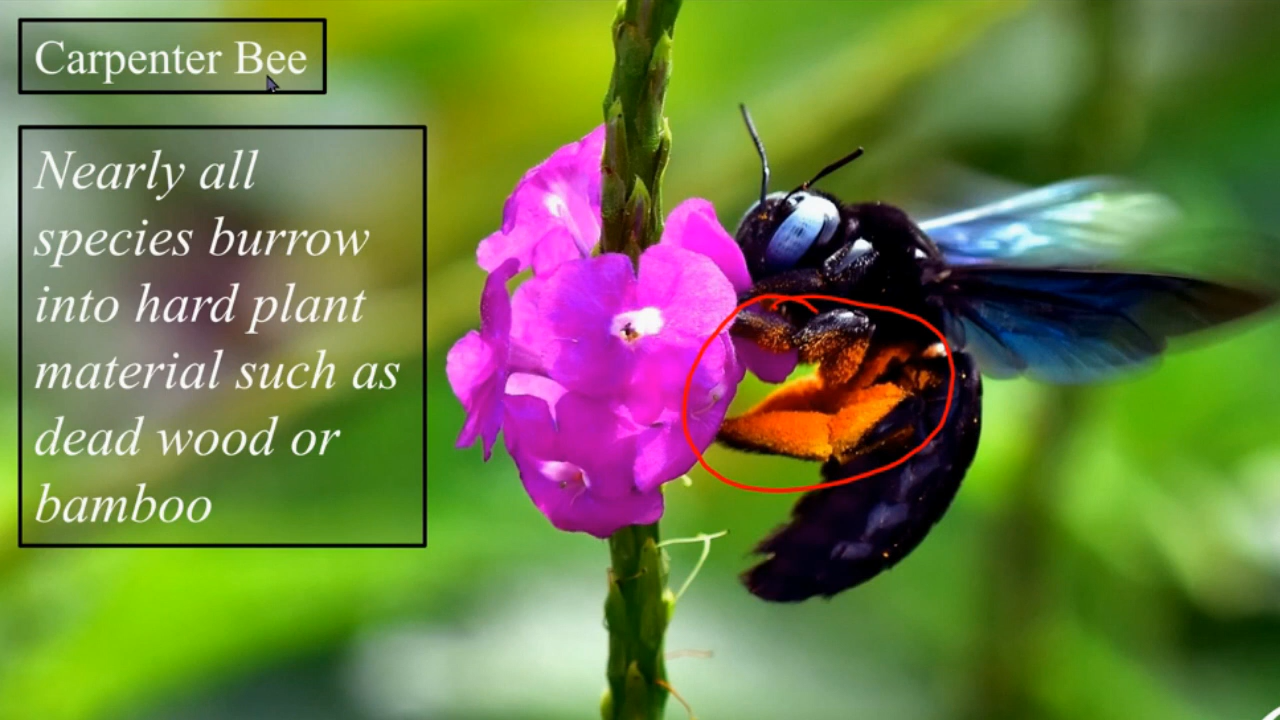 Carpenter Bee
Nearly all
species burrow
into hard plant
material such as
dead wood or
bamboo